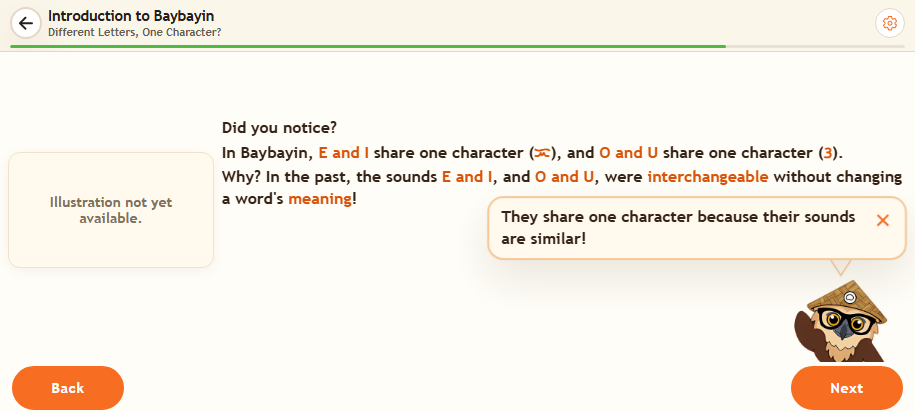 Introduction to Baybayin
Different Letters, One Character?
Did you notice?
In Baybayin, E and I share one character (ᜁ), and O and U share one character (ᜂ).
Why? In the past, the sounds E and I, and O and U, were interchangeable without changing
a word's meaning!
Illustration not yet
available.
They share one character because their sounds
are similar!
Back
Next